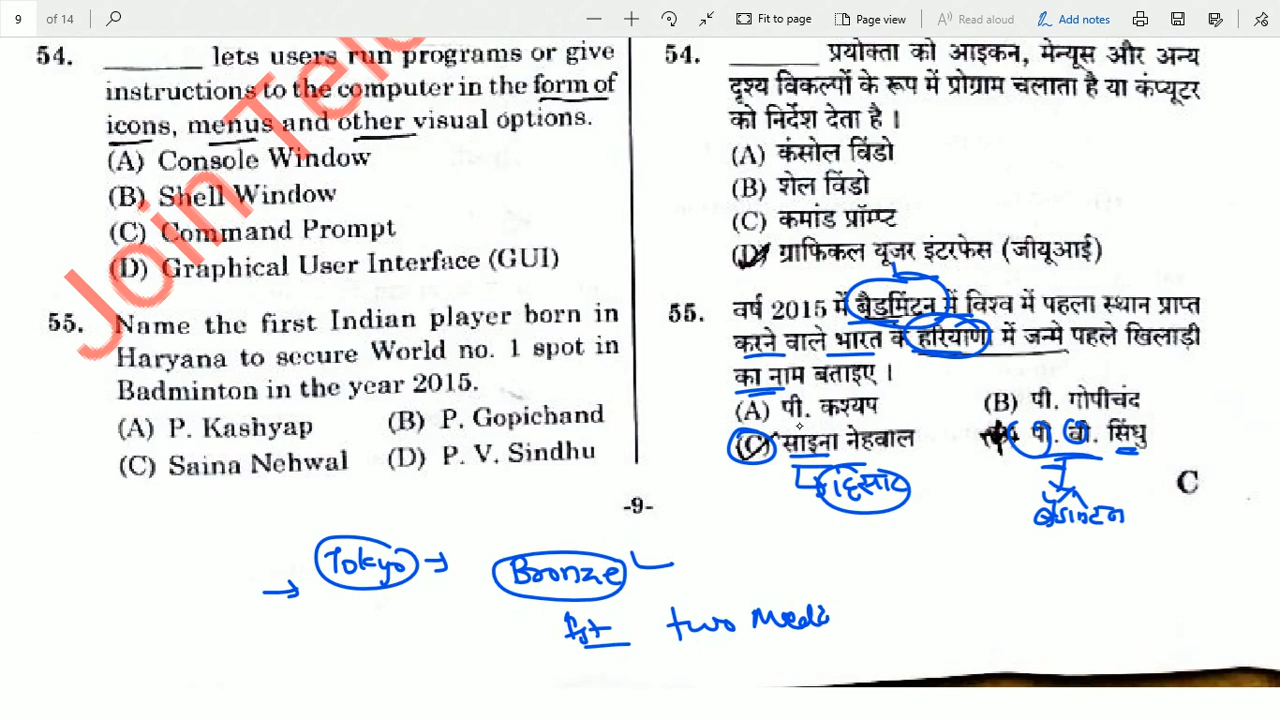 9 of 14
Fit to page
Page view
Read aloud
Add notes
54. ______ lets users run programs or give
instructions to the computer in the form of
icons, menus and other visual options.
(A) Console Window
(B) Shell Window
(C) Command Prompt
(D) Graphical User Interface (GUI)
55. Name the first Indian player born in
Haryana to secure World no. 1 spot in
Badminton in the year 2015.
(A) P. Kashyap (B) P. Gopichand
(C) Saina Nehwal (D) P. V. Sindhu
54. ______ प्रयोक्ता को आइकन, मेन्यूस और अन्य
दृश्य विकल्पों के रूप में प्रोग्राम चलाता है या कंप्यूटर
को निर्देश देता है ।
(A) कंसोल विंडो
(B) शेल विंडो
(C) कमांड प्रॉम्प्ट
(D) ग्राफिकल यूजर इंटरफेस (जीयूआई)
55. वर्ष 2015 में बैडमिंटन में विश्व में पहला स्थान प्राप्त
करने वाले भारत के हरियाणा में जन्मे पहले खिलाड़ी
का नाम बताइए ।
(A) पी. कश्यप (B) पी. गोपीचंद
(C) साइना नेहवाल पी. वी. सिंधु
हिसार
बैडमिंटन
C
-9-
Tokyo Bronze
two
Join